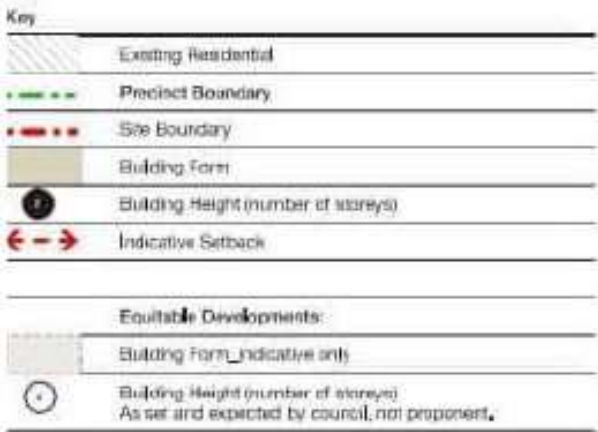 Key
Existing Residential
Precinct Boundary
Site Boundary
Building Form
Building Height (number of storeys)
Indicative Setback
Equitable Developments:
Building Form_indicative only
Building Height (number of storeys)
As set and expected by council, not proponent.